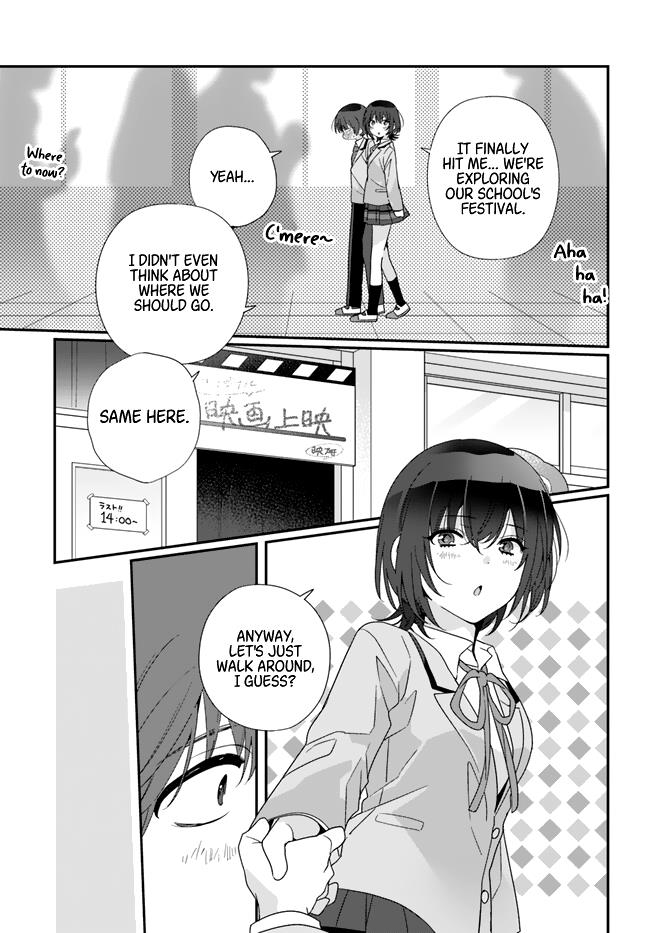 IT FINALLY
HIT ME... WE'RE
EXPLORING
OUR SCHOOL'S
FESTIVAL.
YEAH...
Where
to now?
C'mere~
Aha
ha
ha!
I DIDN'T EVEN
THINK ABOUT
WHERE WE
SHOULD GO.
SAME HERE.
映画上映
ラスト!!
14:00~
ANYWAY,
LET'S JUST
WALK AROUND,
I GUESS?